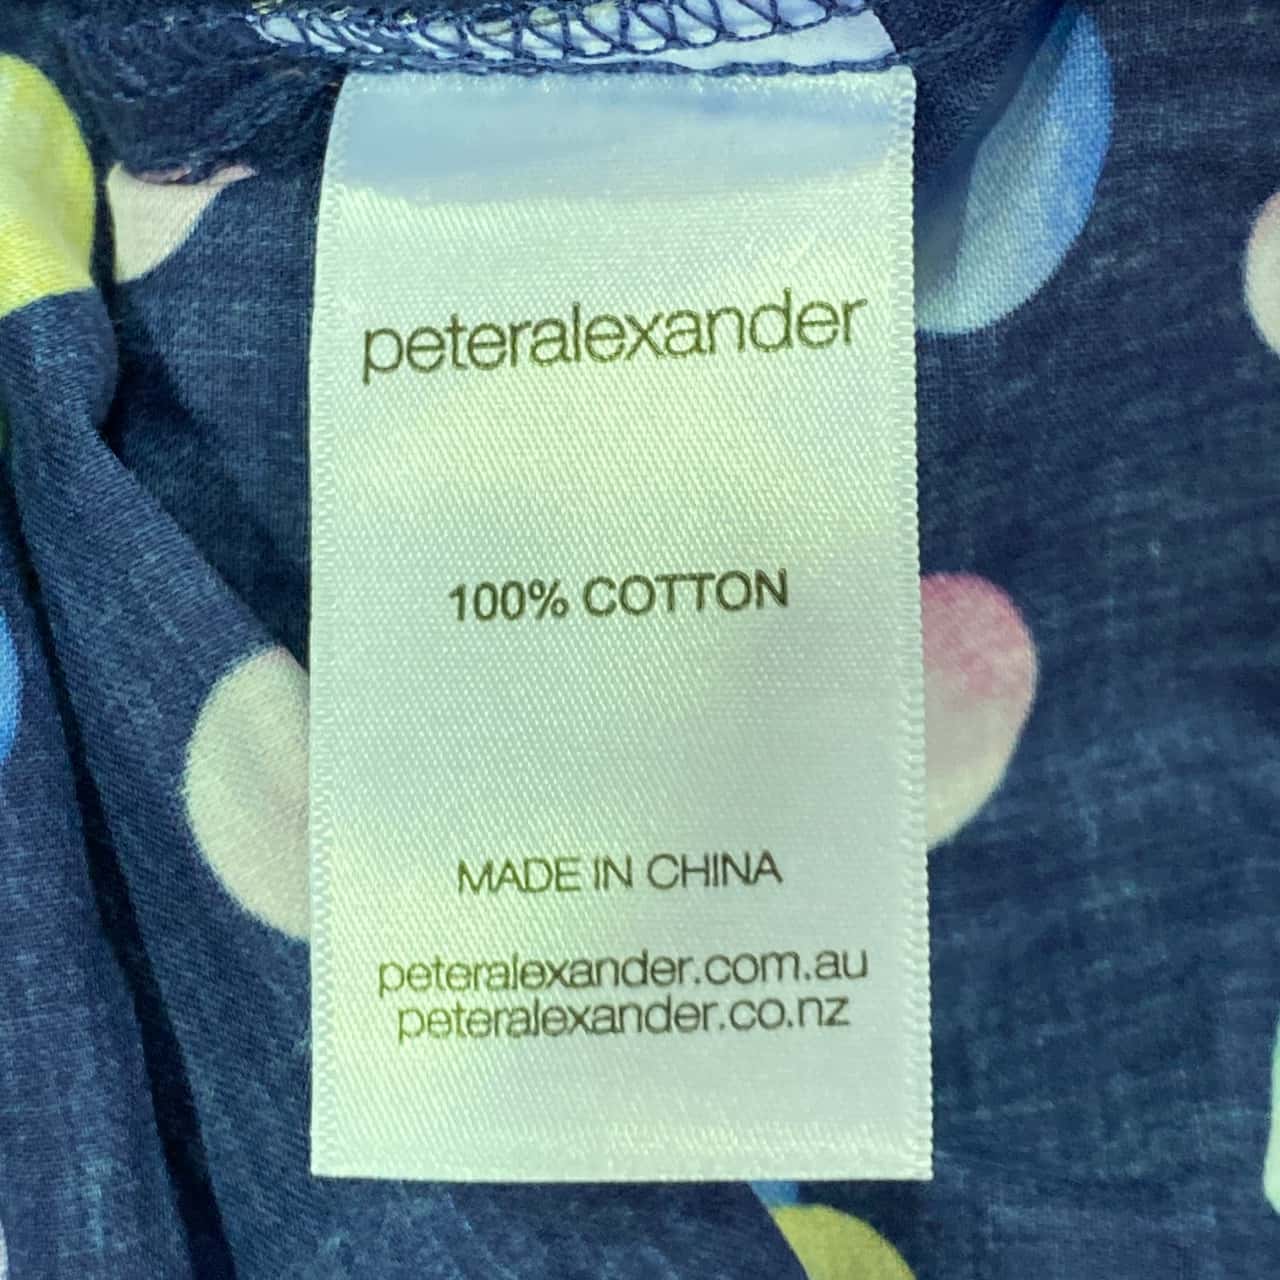 peteralexander
100% COTTON
MADE IN CHINA
peteralexander.com.au
peteralexander.co.nz